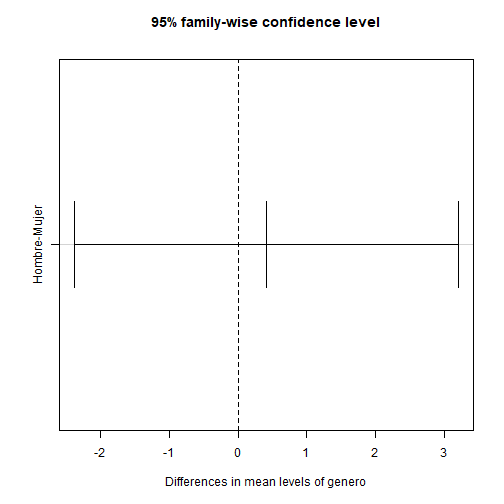 95% family-wise confidence level
Hombre-Mujer
-2 -1 0 1 2 3
Differences in mean levels of genero